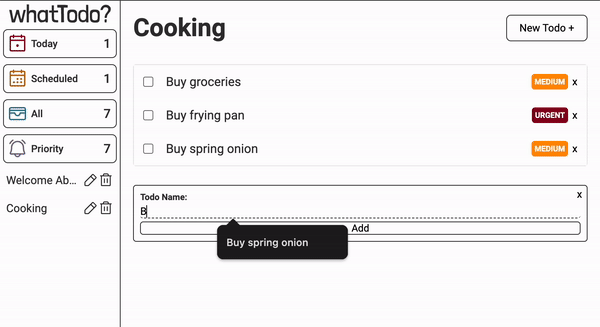 whatTodo?
Today 1
Scheduled 1
All 7
Priority 7
Welcome Ab...
Cooking
Cooking
New Todo +
Buy groceries MEDIUM x
Buy frying pan URGENT x
Buy spring onion MEDIUM x
Todo Name: x
B
Add
Buy spring onion